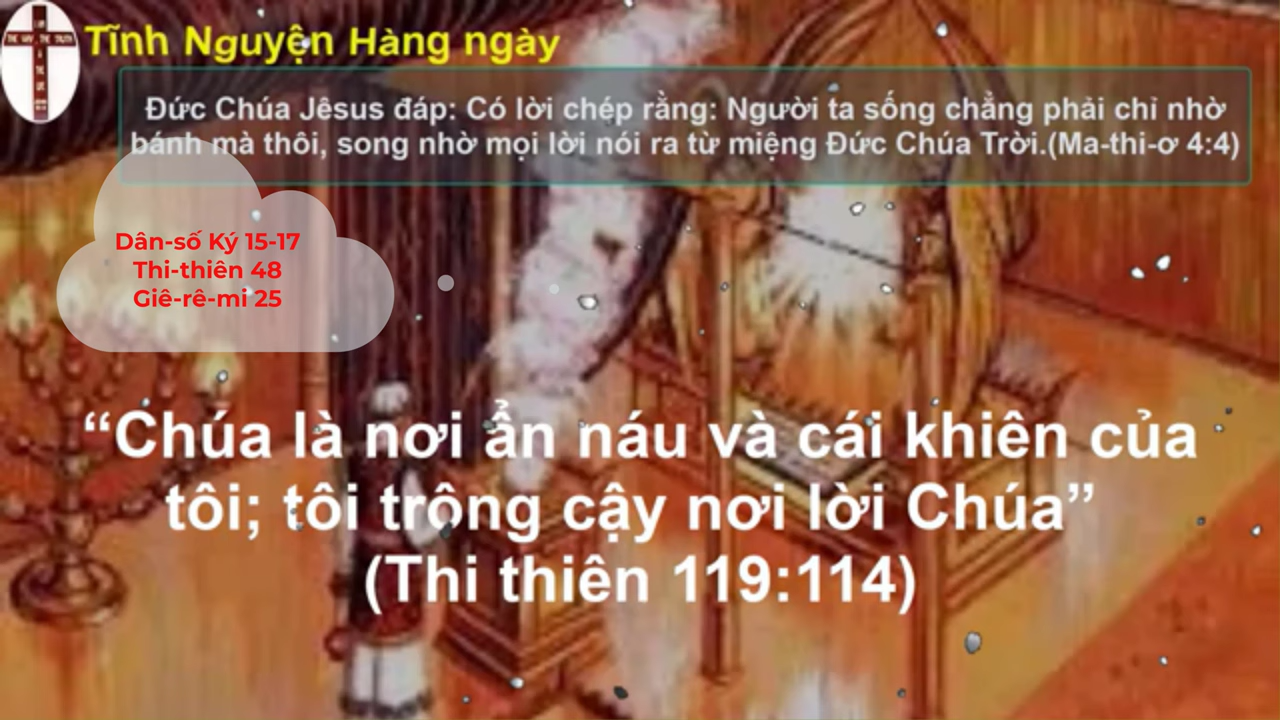 Tĩnh Nguyện Hàng ngày
Đức Chúa Jêsus đáp: Có lời chép rằng: Người ta sống chẳng phải chỉ nhờ
bánh mà thôi, song nhờ mọi lời nói ra từ miệng Đức Chúa Trời.(Ma-thi-ơ 4:4)
Dân-số Ký 15-17
Thi-thiên 48
Giê-rê-mi 25
“Chúa là nơi ẩn náu và cái khiên của
tôi; tôi trông cậy nơi lời Chúa”
(Thi thiên 119:114)